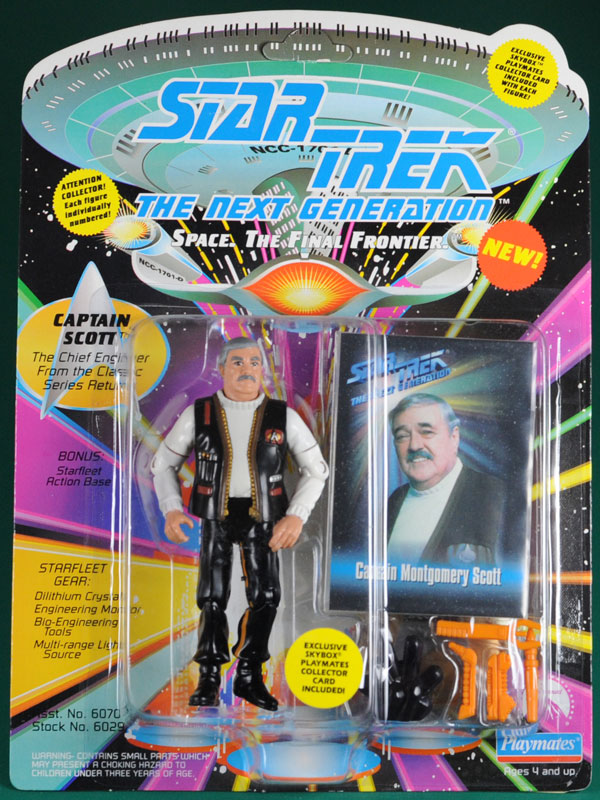 EXCLUSIVE
SKYBOX™
PLAYMATES
COLLECTOR CARD
INCLUDED
WITH EACH
FIGURE!
STAR TREK®
NCC-1701
THE NEXT GENERATION™
SPACE. THE FINAL FRONTIER.
ATTENTION
COLLECTOR!
Each figure
individually
numbered!
NEW!
NCC-1701-D
CAPTAIN
SCOTT
The Chief Engineer
From the Classic
Series Returns
BONUS:
Starfleet
Action Base
STARFLEET
GEAR:
Dilithium Crystal
Engineering Monitor
Bio-Engineering
Tools
Multi-range Light
Source
STAR TREK
THE NEXT GENERATION
Captain Montgomery Scott
EXCLUSIVE
SKYBOX®
PLAYMATES
COLLECTOR
CARD
INCLUDED!
Asst. No. 6070
Stock No. 6029
WARNING- CONTAINS SMALL PARTS WHICH
MAY PRESENT A CHOKING HAZARD TO
CHILDREN UNDER THREE YEARS OF AGE.
Playmates
Ages 4 and up.